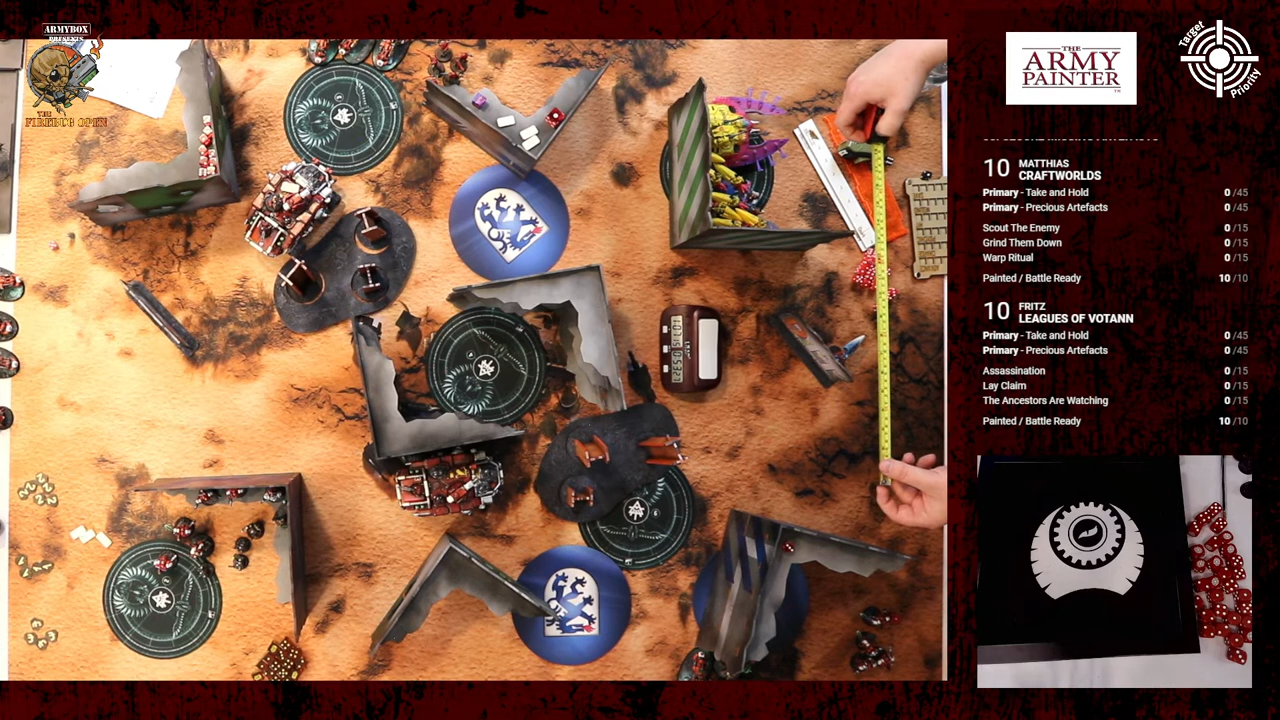 ARMYBOX
PRESENTS
THE
FIREBUG OPEN
THE
ARMY
PAINTER
Target
Priority
10 MATTHIAS
CRAFTWORLDS
Primary - Take and Hold 0 /45
Primary - Precious Artefacts 0 /45
Scout The Enemy 0 /15
Grind Them Down 0 /15
Warp Ritual 0 /15
Painted / Battle Ready 10 /10
10 FRITZ
LEAGUES OF VOTANN
Primary - Take and Hold 0 /45
Primary - Precious Artefacts 0 /45
Assassination 0 /15
Lay Claim 0 /15
The Ancestors Are Watching 0 /15
Painted / Battle Ready 10 /10